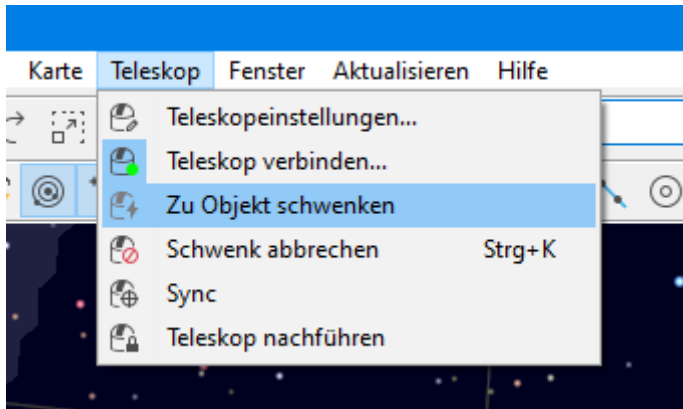 Karte Teleskop Fenster Aktualisieren Hilfe
Teleskopeinstellungen...
Teleskop verbinden...
Zu Objekt schwenken
Schwenk abbrechen Strg+K
Sync
Teleskop nachführen